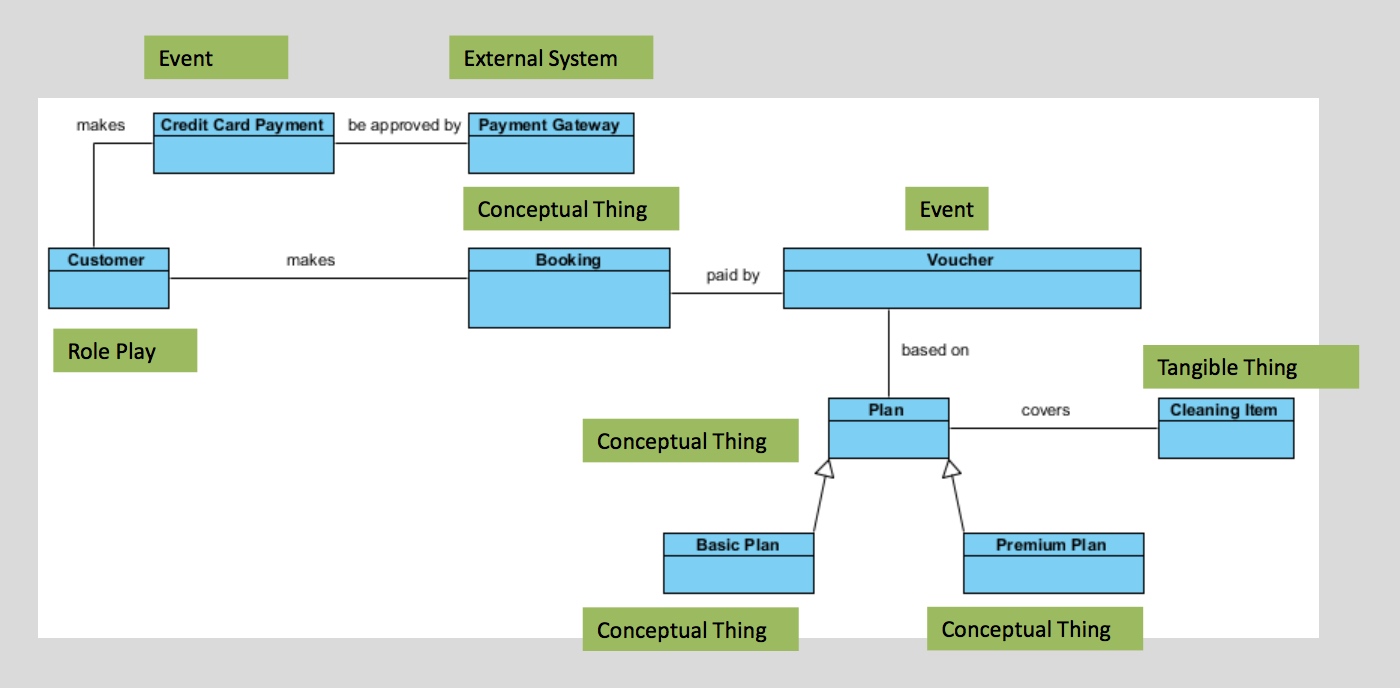 Event
External System
makes
Credit Card Payment
be approved by
Payment Gateway
Conceptual Thing
Event
Customer
makes
Booking
paid by
Voucher
Role Play
based on
Tangible Thing
Plan
covers
Cleaning Item
Conceptual Thing
Basic Plan
Premium Plan
Conceptual Thing
Conceptual Thing